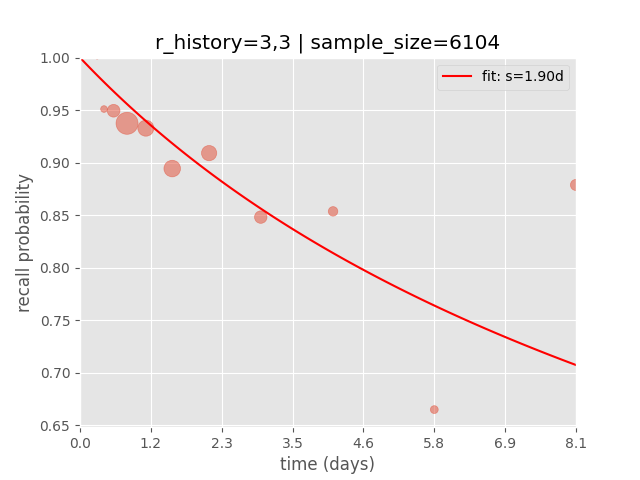 r_history=3,3 | sample_size=6104
fit: s=1.90d
recall probability
1.00
0.95
0.90
0.85
0.80
0.75
0.70
0.65
0.0 1.2 2.3 3.5 4.6 5.8 6.9 8.1
time (days)